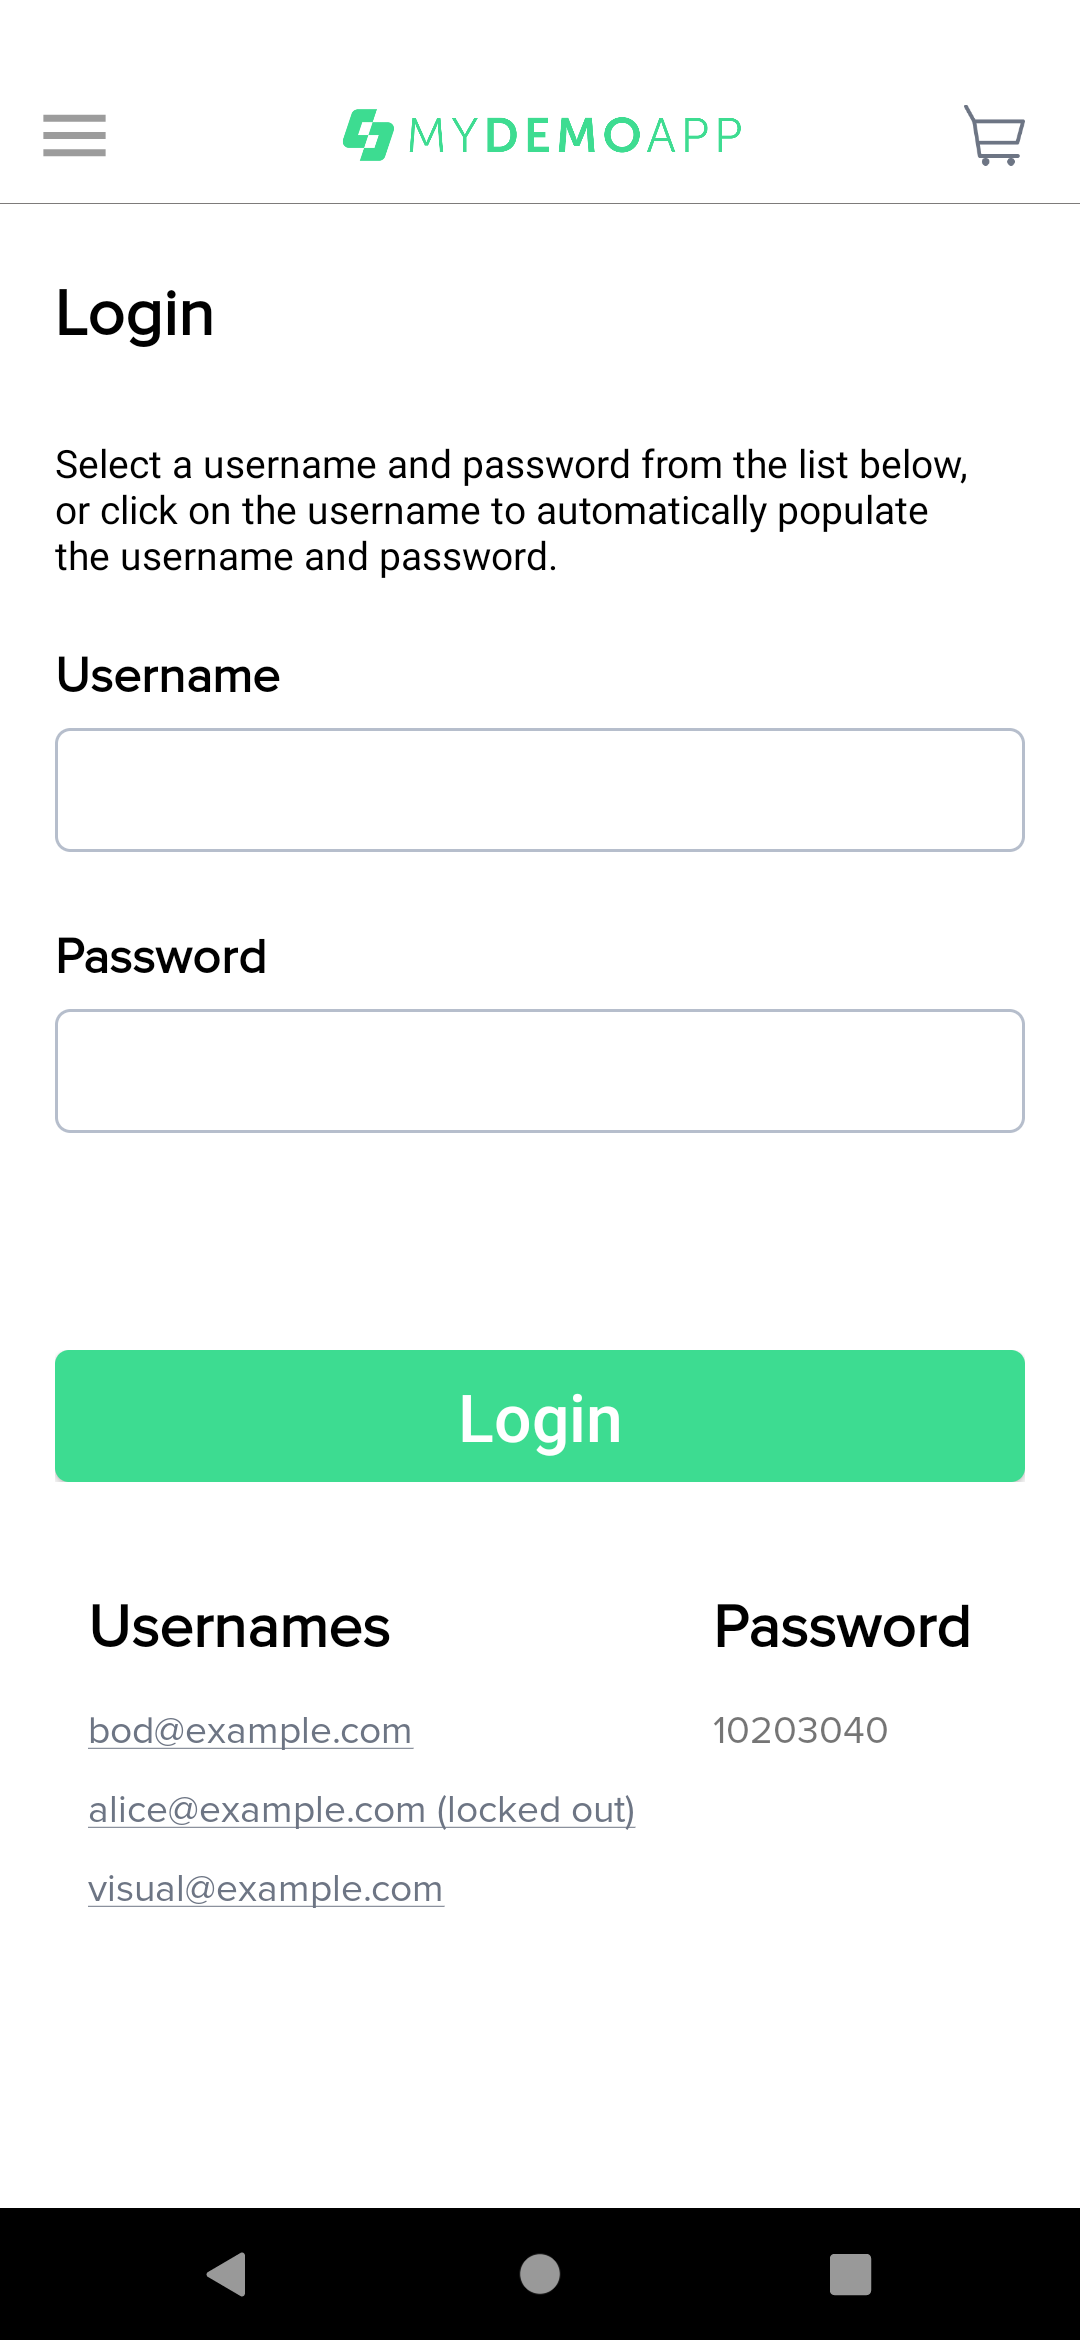 MYDEMOAPP
Login
Select a username and password from the list below,
or click on the username to automatically populate
the username and password.
Username
Password
Login
Usernames
Password
bod@example.com
10203040
alice@example.com (locked out)
visual@example.com